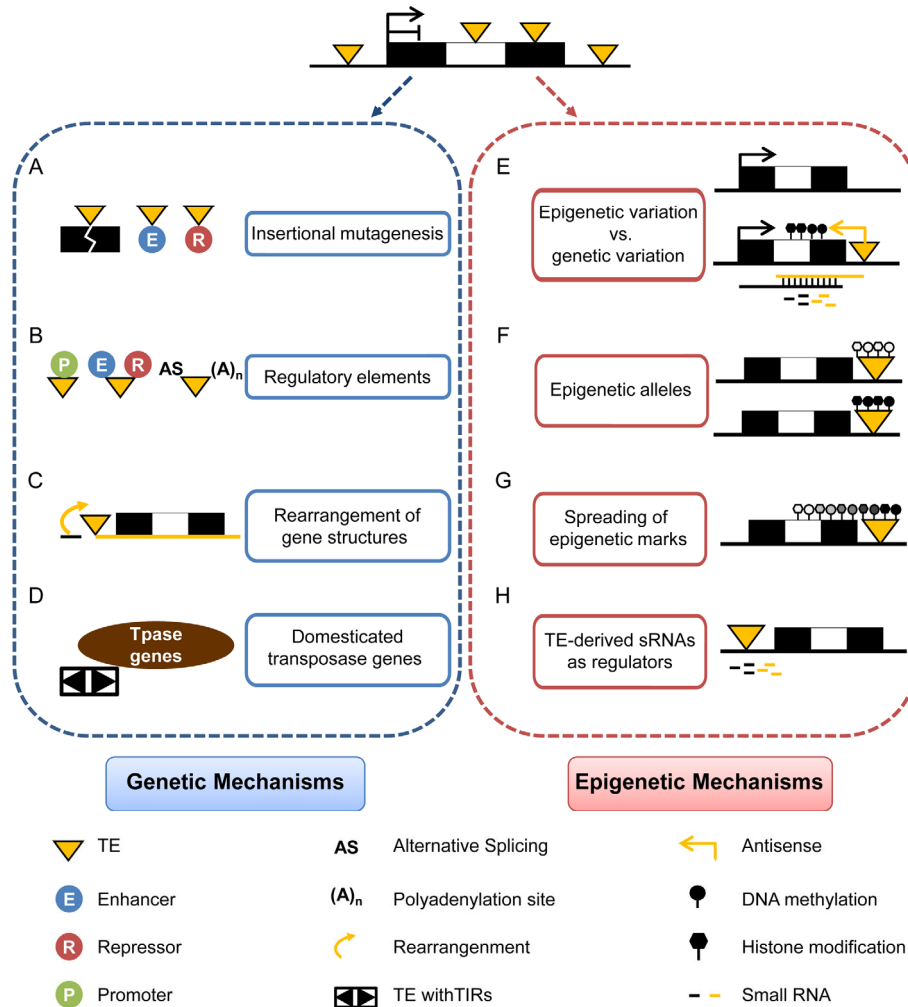 A
E
R
Insertional mutagenesis
B
P
E
R
AS
(A)n
Regulatory elements
C
Rearrangement of
gene structures
D
Tpase
genes
Domesticated
transposase genes
E
Epigenetic variation
vs.
genetic variation
F
Epigenetic alleles
G
Spreading of
epigenetic marks
H
TE-derived sRNAs
as regulators
Genetic Mechanisms
Epigenetic Mechanisms
TE
AS
Alternative Splicing
Antisense
E
Enhancer
(A)n
Polyadenylation site
DNA methylation
R
Repressor
Rearrangenment
Histone modification
P
Promoter
TE withTIRs
Small RNA